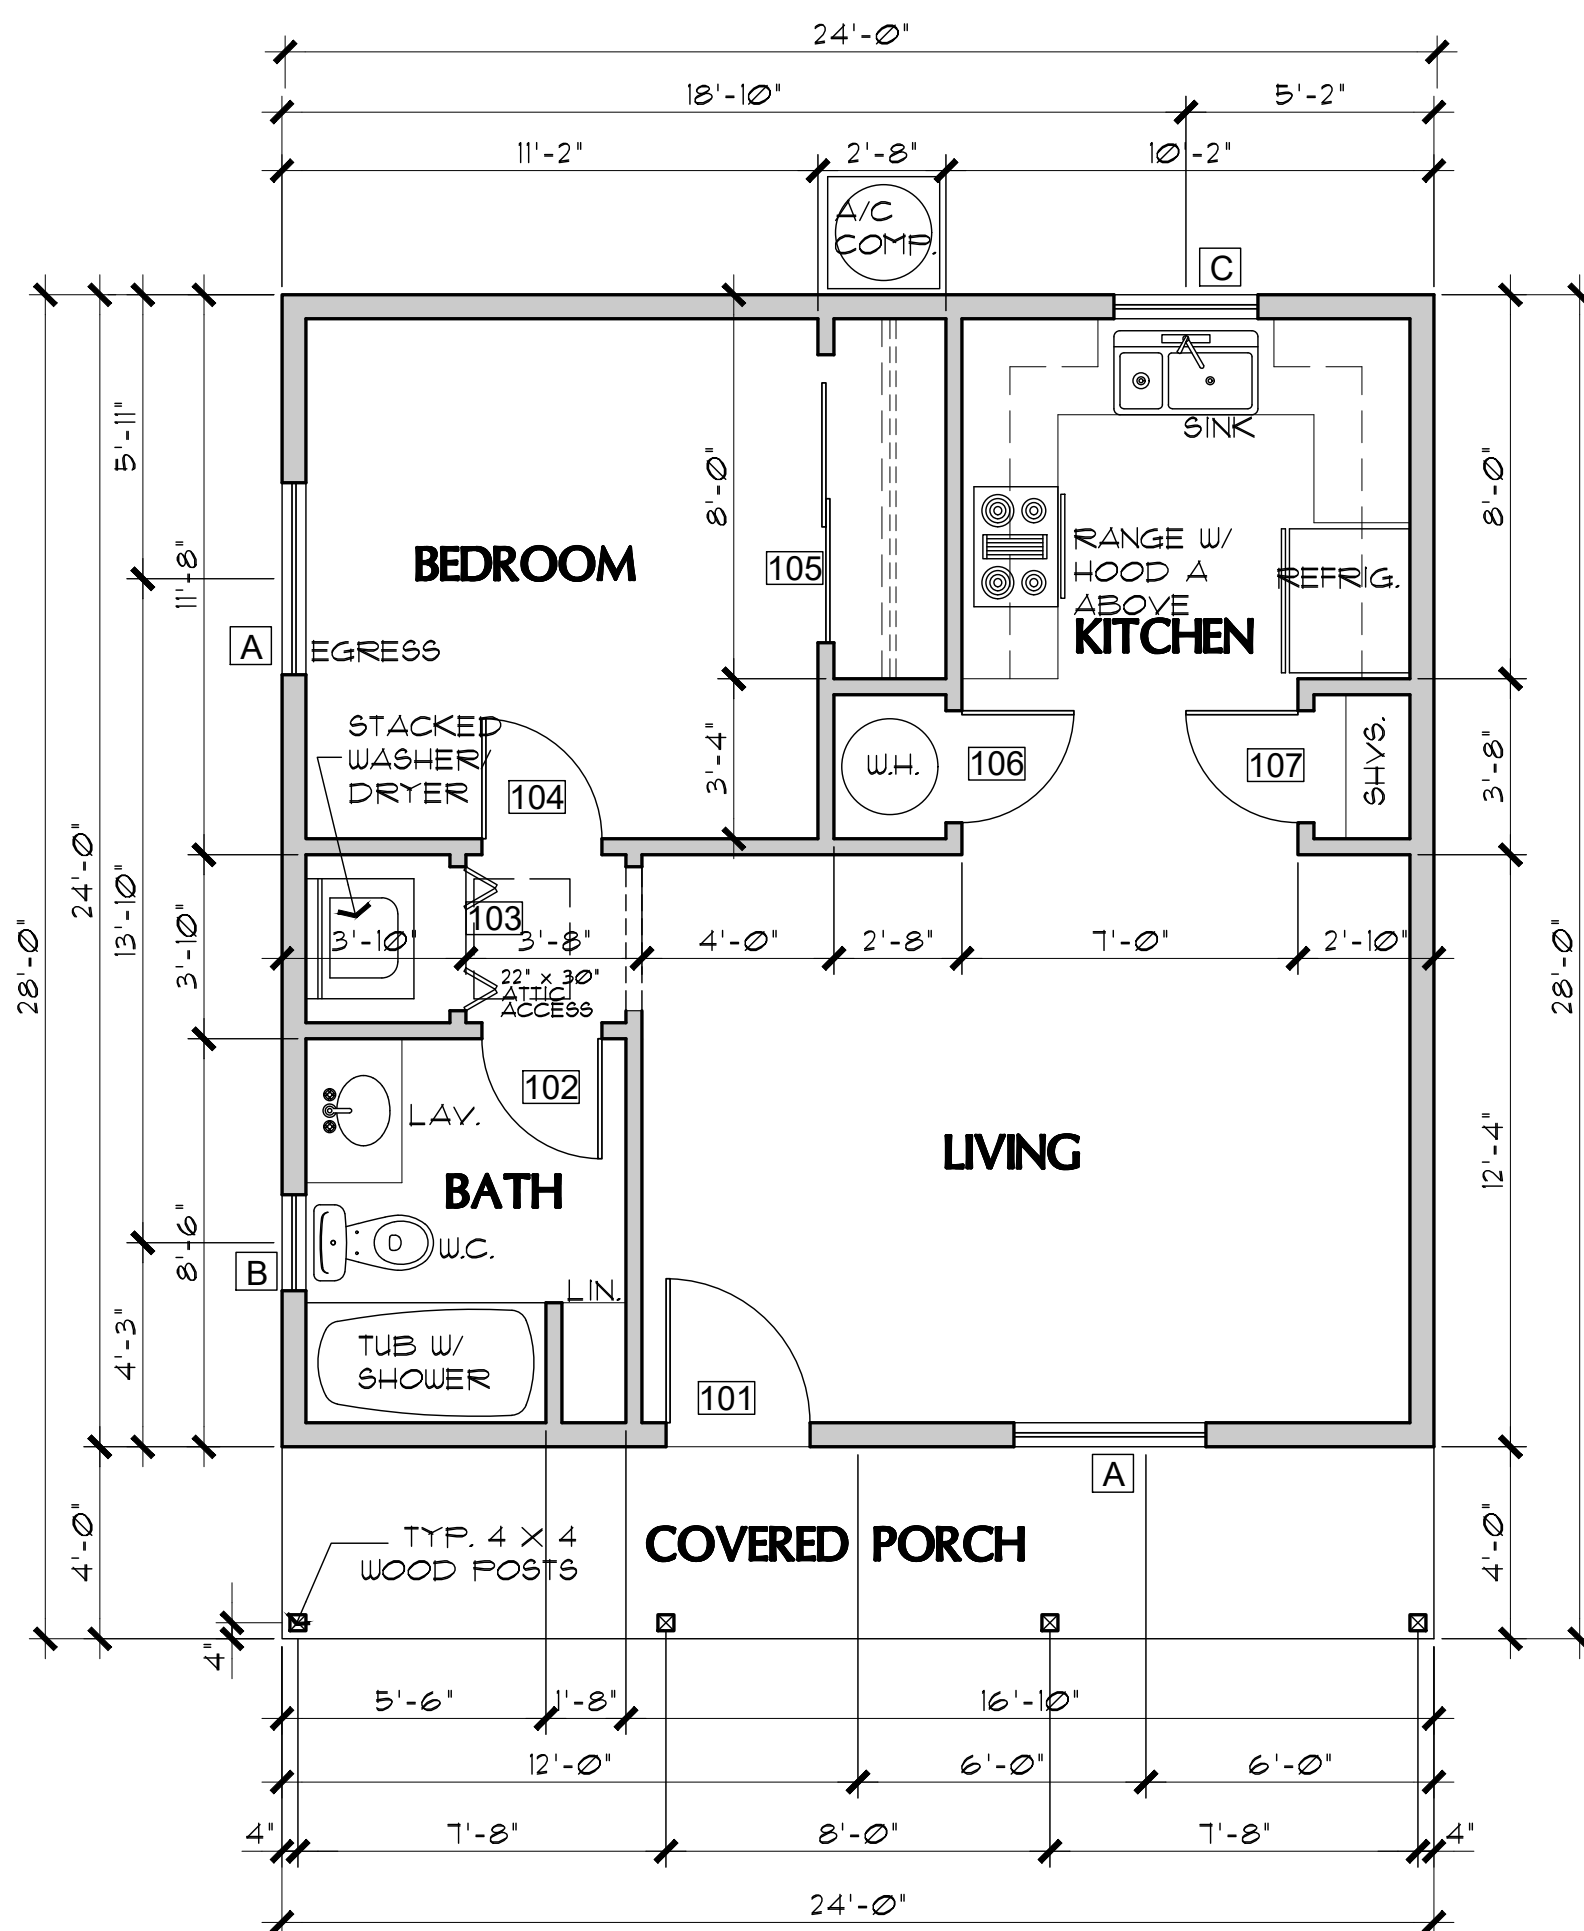 24'-0"
18'-10" 5'-2"
11'-2" 2'-8" 10'-2"
A/C
COMP.
C
5'-11"
8'-0"
8'-0"
SINK
BEDROOM
105
RANGE W/
HOOD A
ABOVE
REFRIG.
KITCHEN
11'-8"
A
EGRESS
STACKED
WASHER/
DRYER
104
3'-4"
W.H.
106
107
SHVS.
3'-8"
28'-0"
24'-0"
13'-10"
3'-10"
103
3'-10" 3'-8" 4'-0" 2'-8" 7'-0" 2'-10"
28'-0"
22" x 30"
ATTIC
ACCESS
102
LAV.
BATH
LIVING
12'-4"
8'-6"
W.C.
B
LIN.
4'-3"
TUB W/
SHOWER
101
A
4'-0"
TYP. 4 X 4
WOOD POSTS
COVERED PORCH
4'-0"
4"
5'-6" 1'-8" 16'-10"
12'-0" 6'-0" 6'-0"
4" 7'-8" 8'-0" 7'-8" 4"
24'-0"